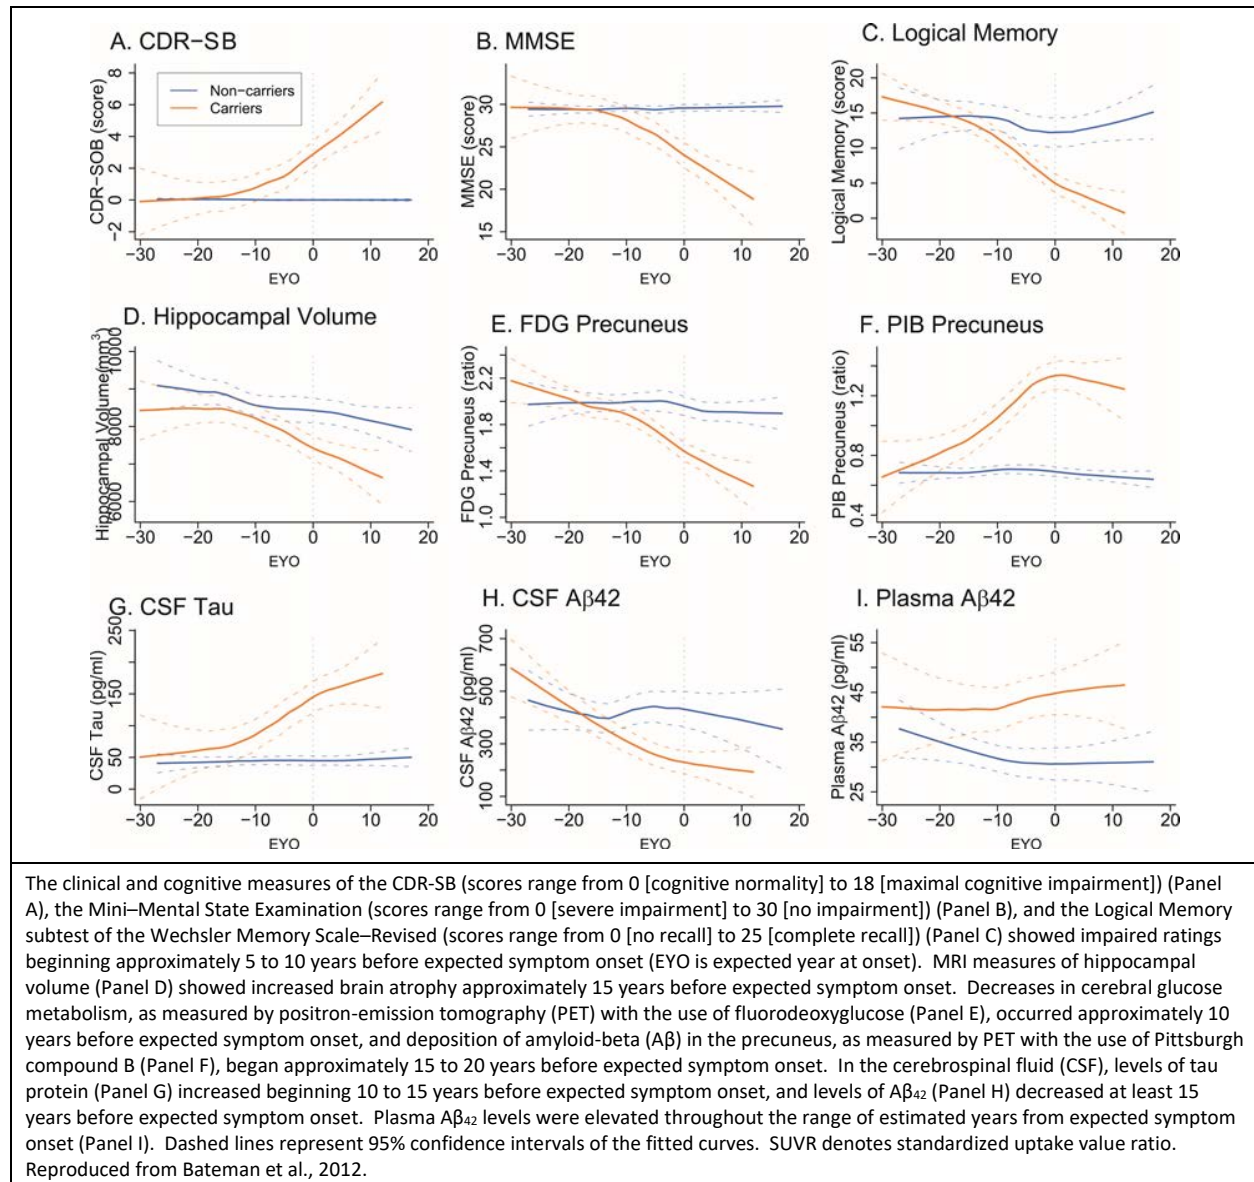 A. CDR−SB
CDR−SOB (score)
8
6
4
2
0
−2
Non−carriers
Carriers
−30 −20 −10 0 10 20
EYO
B. MMSE
MMSE (score)
30
25
20
15
−30 −20 −10 0 10 20
EYO
C. Logical Memory
Logical Memory (score)
20
15
10
5
0
−30 −20 −10 0 10 20
EYO
D. Hippocampal Volume
Hippocampal Volume(mm³)
10000
8000
6000
−30 −20 −10 0 10 20
EYO
E. FDG Precuneus
FDG Precuneus (ratio)
2.2
1.8
1.4
1.0
−30 −20 −10 0 10 20
EYO
F. PIB Precuneus
PIB Precuneus (ratio)
1.2
0.8
0.4
−30 −20 −10 0 10 20
EYO
G. CSF Tau
CSF Tau (pg/ml)
250
150
50
0
−30 −20 −10 0 10 20
EYO
H. CSF Aβ42
CSF Aβ42 (pg/ml)
700
500
300
100
−30 −20 −10 0 10 20
EYO
I. Plasma Aβ42
Plasma Aβ42 (pg/ml)
55
45
35
25
−30 −20 −10 0 10 20
EYO
The clinical and cognitive measures of the CDR-SB (scores range from 0 [cognitive normality] to 18 [maximal cognitive impairment]) (Panel
A), the Mini–Mental State Examination (scores range from 0 [severe impairment] to 30 [no impairment]) (Panel B), and the Logical Memory
subtest of the Wechsler Memory Scale–Revised (scores range from 0 [no recall] to 25 [complete recall]) (Panel C) showed impaired ratings
beginning approximately 5 to 10 years before expected symptom onset (EYO is expected year at onset). MRI measures of hippocampal
volume (Panel D) showed increased brain atrophy approximately 15 years before expected symptom onset. Decreases in cerebral glucose
metabolism, as measured by positron-emission tomography (PET) with the use of fluorodeoxyglucose (Panel E), occurred approximately 10
years before expected symptom onset, and deposition of amyloid-beta (Aβ) in the precuneus, as measured by PET with the use of Pittsburgh
compound B (Panel F), began approximately 15 to 20 years before expected symptom onset. In the cerebrospinal fluid (CSF), levels of tau
protein (Panel G) increased beginning 10 to 15 years before expected symptom onset, and levels of Aβ₄₂ (Panel H) decreased at least 15
years before expected symptom onset. Plasma Aβ₄₂ levels were elevated throughout the range of estimated years from expected symptom
onset (Panel I). Dashed lines represent 95% confidence intervals of the fitted curves. SUVR denotes standardized uptake value ratio.
Reproduced from Bateman et al., 2012.